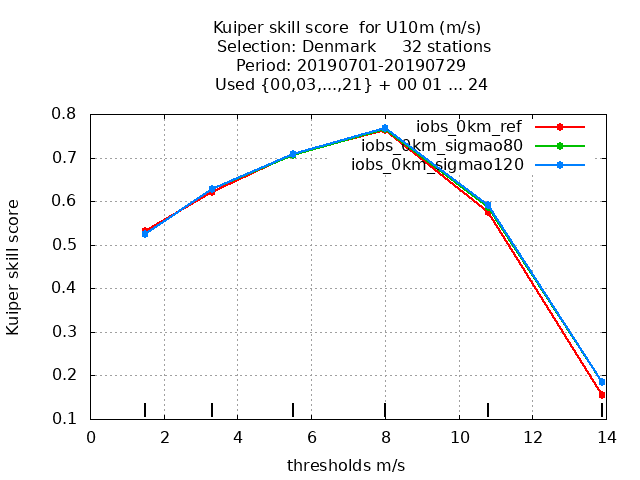 Kuiper skill score  for U10m (m/s)
Selection: Denmark     32 stations
Period: 20190701-20190729
Used {00,03,...,21} + 00 01 ... 24
iobs_0km_ref
iobs_0km_sigmao80
iobs_0km_sigmao120
Kuiper skill score
0.8
0.7
0.6
0.5
0.4
0.3
0.2
0.1
0 2 4 6 8 10 12 14
thresholds m/s